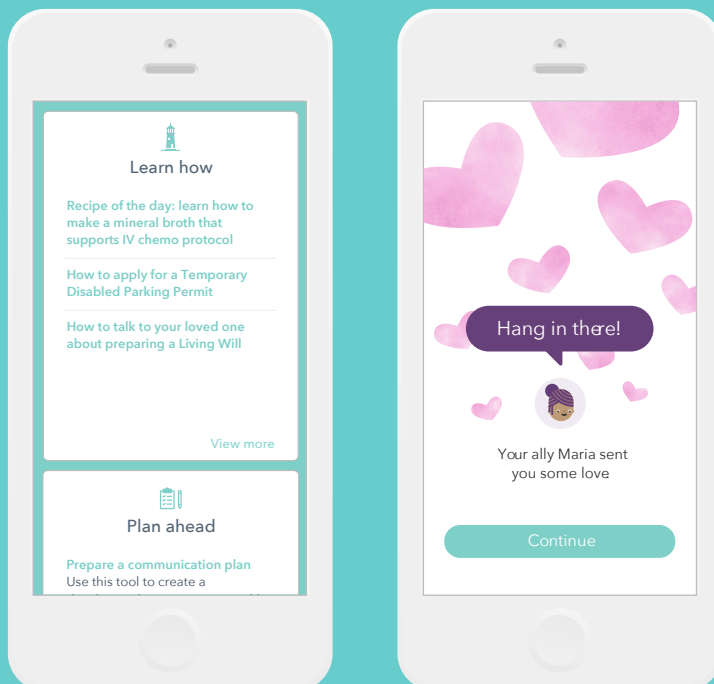 Learn how
Recipe of the day: learn how to
make a mineral broth that
supports IV chemo protocol
How to apply for a Temporary
Disabled Parking Permit
How to talk to your loved one
about preparing a Living Will
View more
Plan ahead
Prepare a communication plan
Use this tool to create a
Hang in there!
Your ally Maria sent
you some love.
Continue